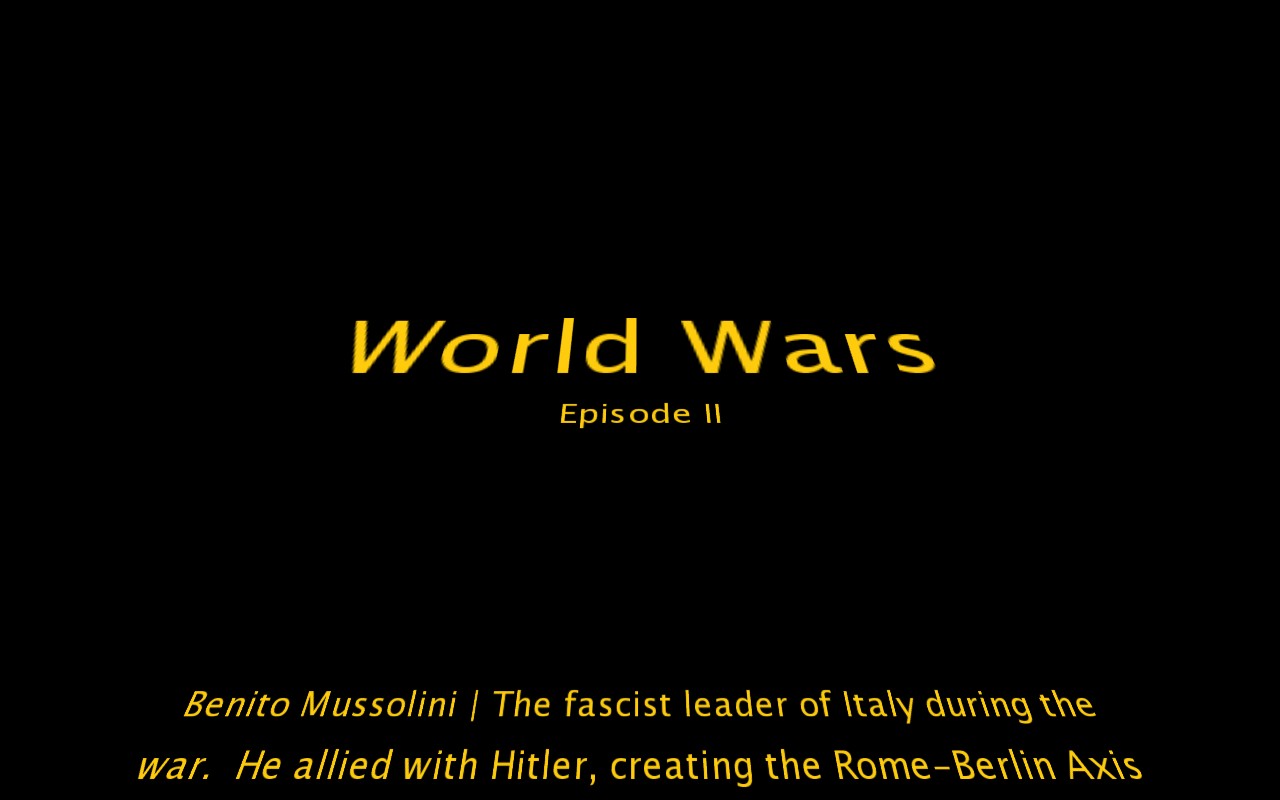 World Wars
Episode II
Benito Mussolini | The fascist leader of Italy during the
war.  He allied with Hitler, creating the Rome-Berlin Axis